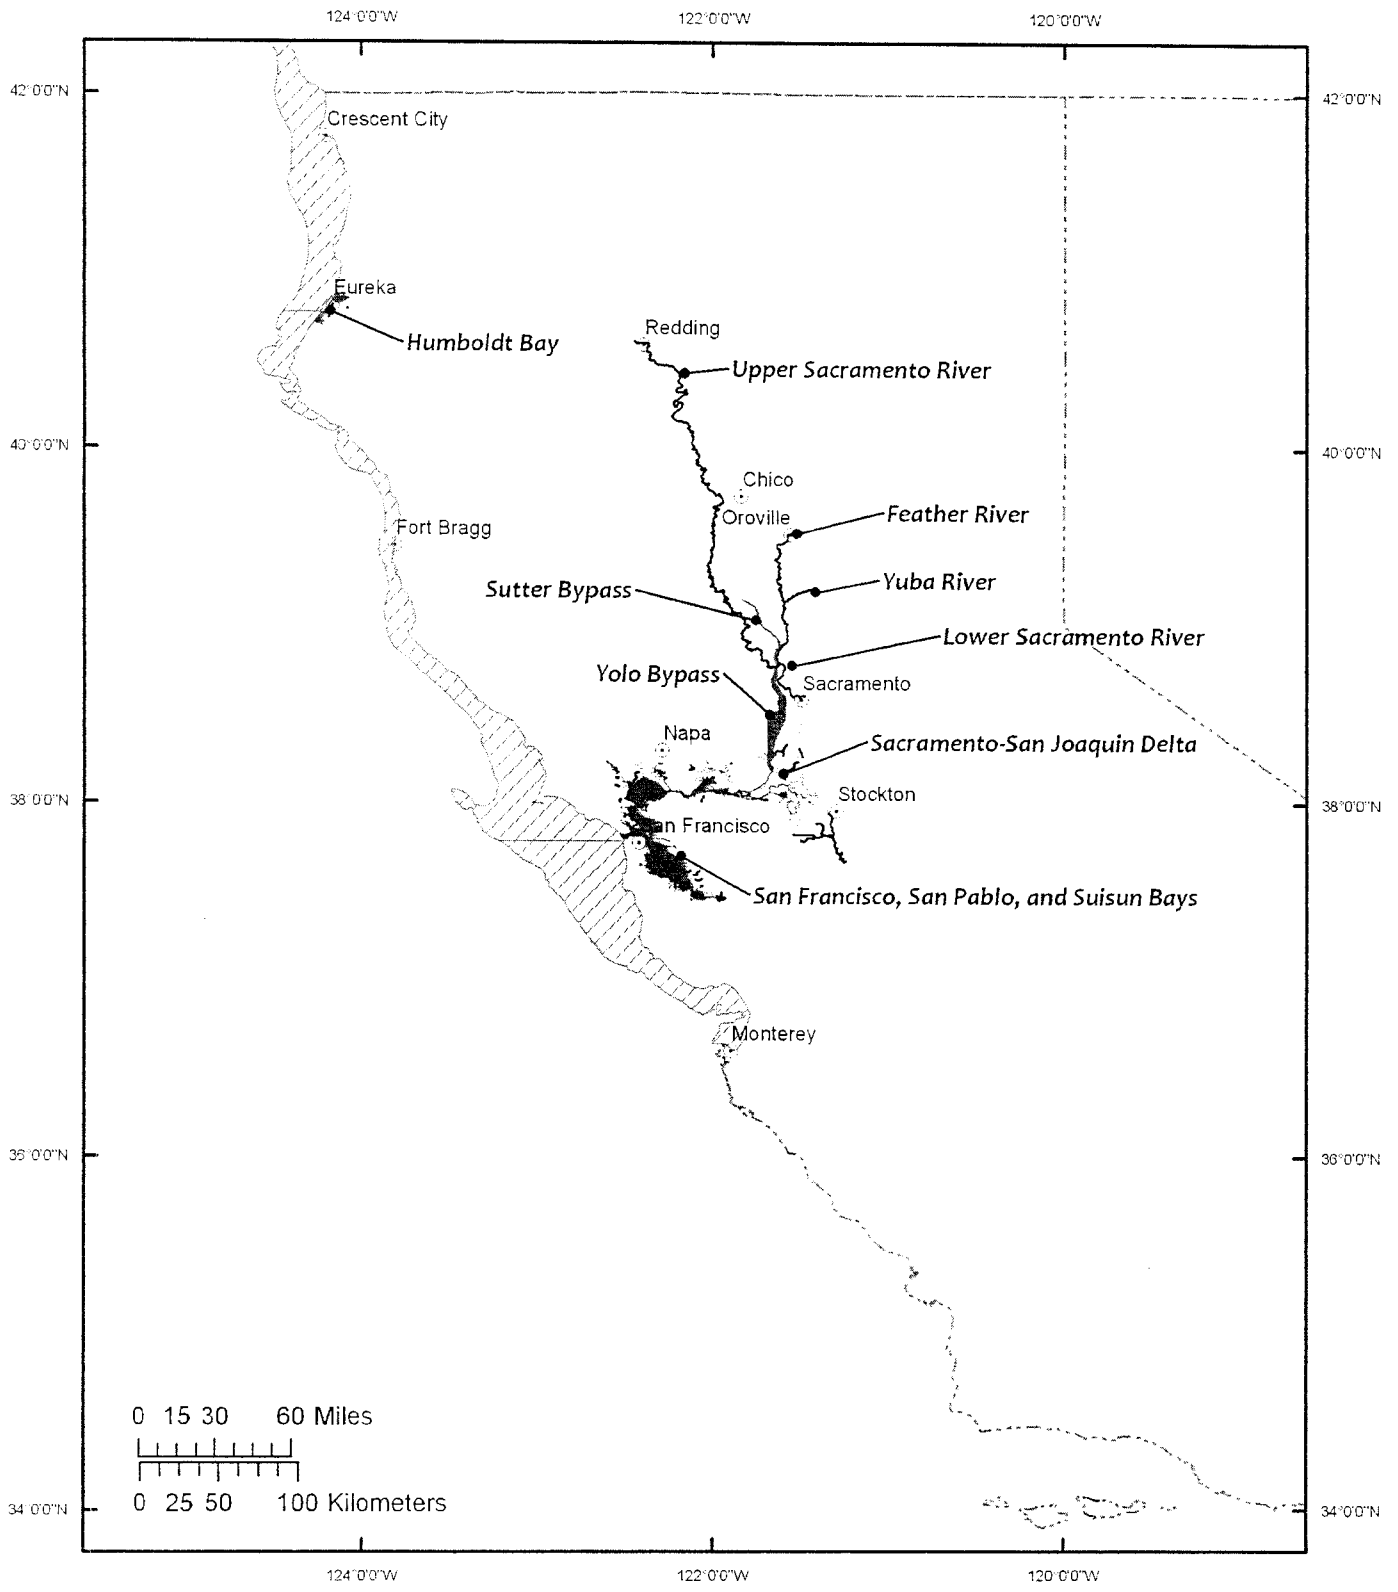 124°0'0"W 122°0'0"W 120°0'0"W
42°0'0"N 42°0'0"N
Crescent City
Eureka
Humboldt Bay
Redding
Upper Sacramento River
40°0'0"N 40°0'0"N
Chico
Oroville
Feather River
Fort Bragg
Yuba River
Sutter Bypass
Lower Sacramento River
Yolo Bypass
Sacramento
Napa
Sacramento-San Joaquin Delta
38°0'0"N 38°0'0"N
Stockton
San Francisco
San Francisco, San Pablo, and Suisun Bays
Monterey
36°0'0"N 36°0'0"N
0 15 30 60 Miles
0 25 50 100 Kilometers
34°0'0"N 34°0'0"N
124°0'0"W 122°0'0"W 120°0'0"W